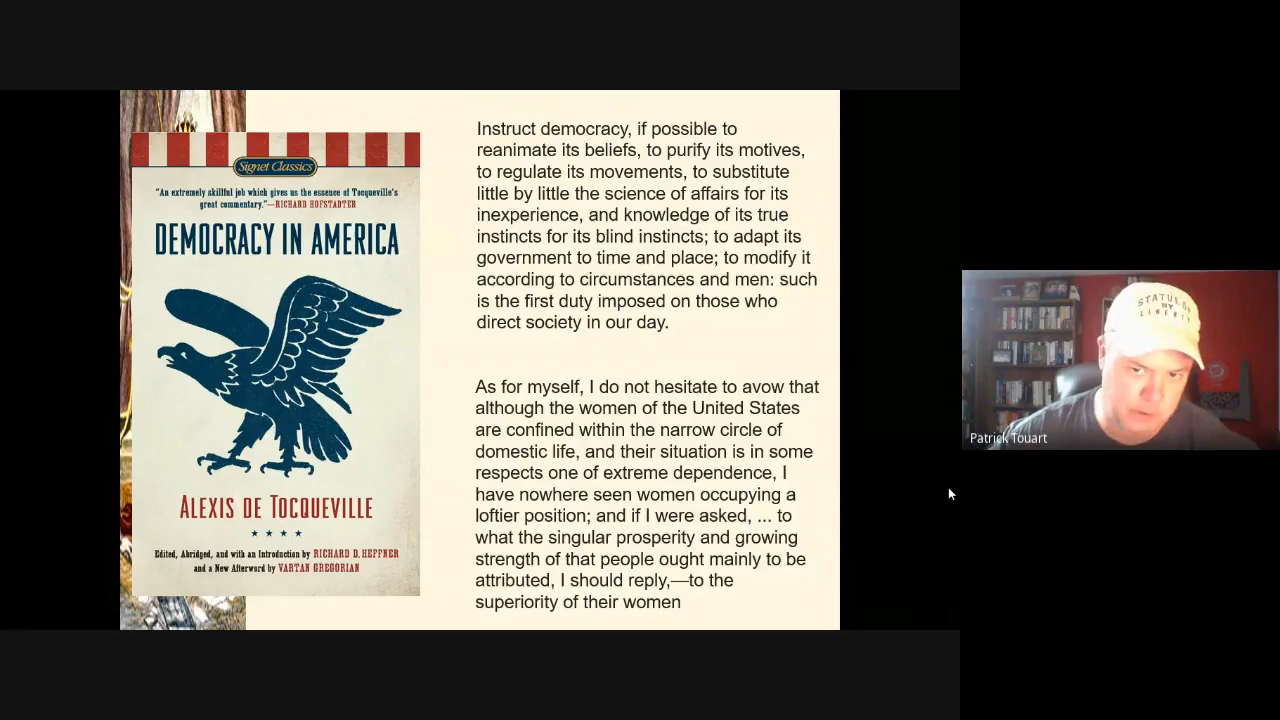 Signet Classics
"An extremely skillful job which gives us the essence of Tocqueville's
great commentary."—RICHARD HOFSTADTER
DEMOCRACY IN AMERICA
ALEXIS DE TOCQUEVILLE
Edited, Abridged, and with an Introduction by RICHARD D. HEFFNER
and a New Afterword by VARTAN GREGORIAN
Instruct democracy, if possible to
reanimate its beliefs, to purify its motives,
to regulate its movements, to substitute
little by little the science of affairs for its
inexperience, and knowledge of its true
instincts for its blind instincts; to adapt its
government to time and place; to modify it
according to circumstances and men: such
is the first duty imposed on those who
direct society in our day.
As for myself, I do not hesitate to avow that
although the women of the United States
are confined within the narrow circle of
domestic life, and their situation is in some
respects one of extreme dependence, I
have nowhere seen women occupying a
loftier position; and if I were asked, ... to
what the singular prosperity and growing
strength of that people ought mainly to be
attributed, I should reply,—to the
superiority of their women
STATUE OF
NY
LIBERTY
Patrick Touart